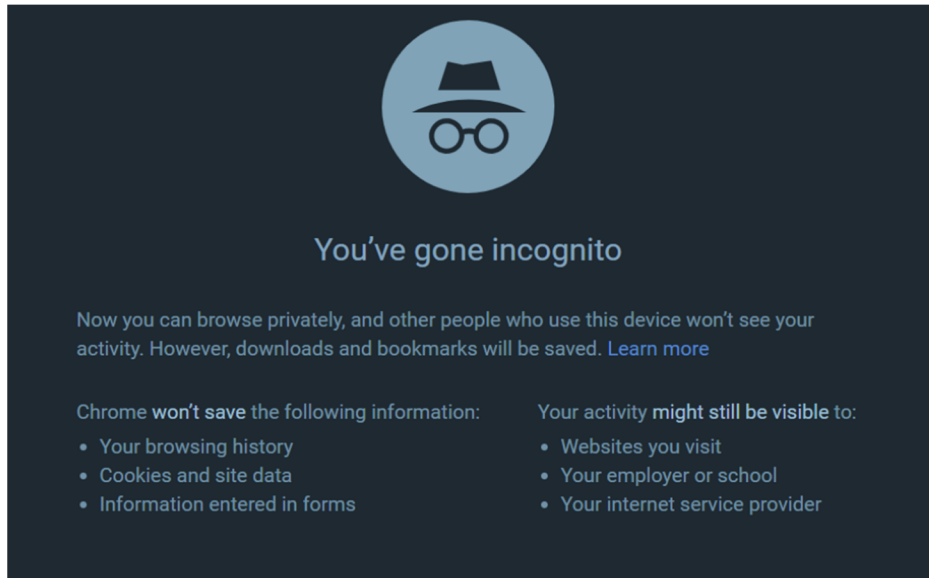 You’ve gone incognito
Now you can browse privately, and other people who use this device won’t see your
activity. However, downloads and bookmarks will be saved. Learn more
Chrome won’t save the following information:
• Your browsing history
• Cookies and site data
• Information entered in forms
Your activity might still be visible to:
• Websites you visit
• Your employer or school
• Your internet service provider